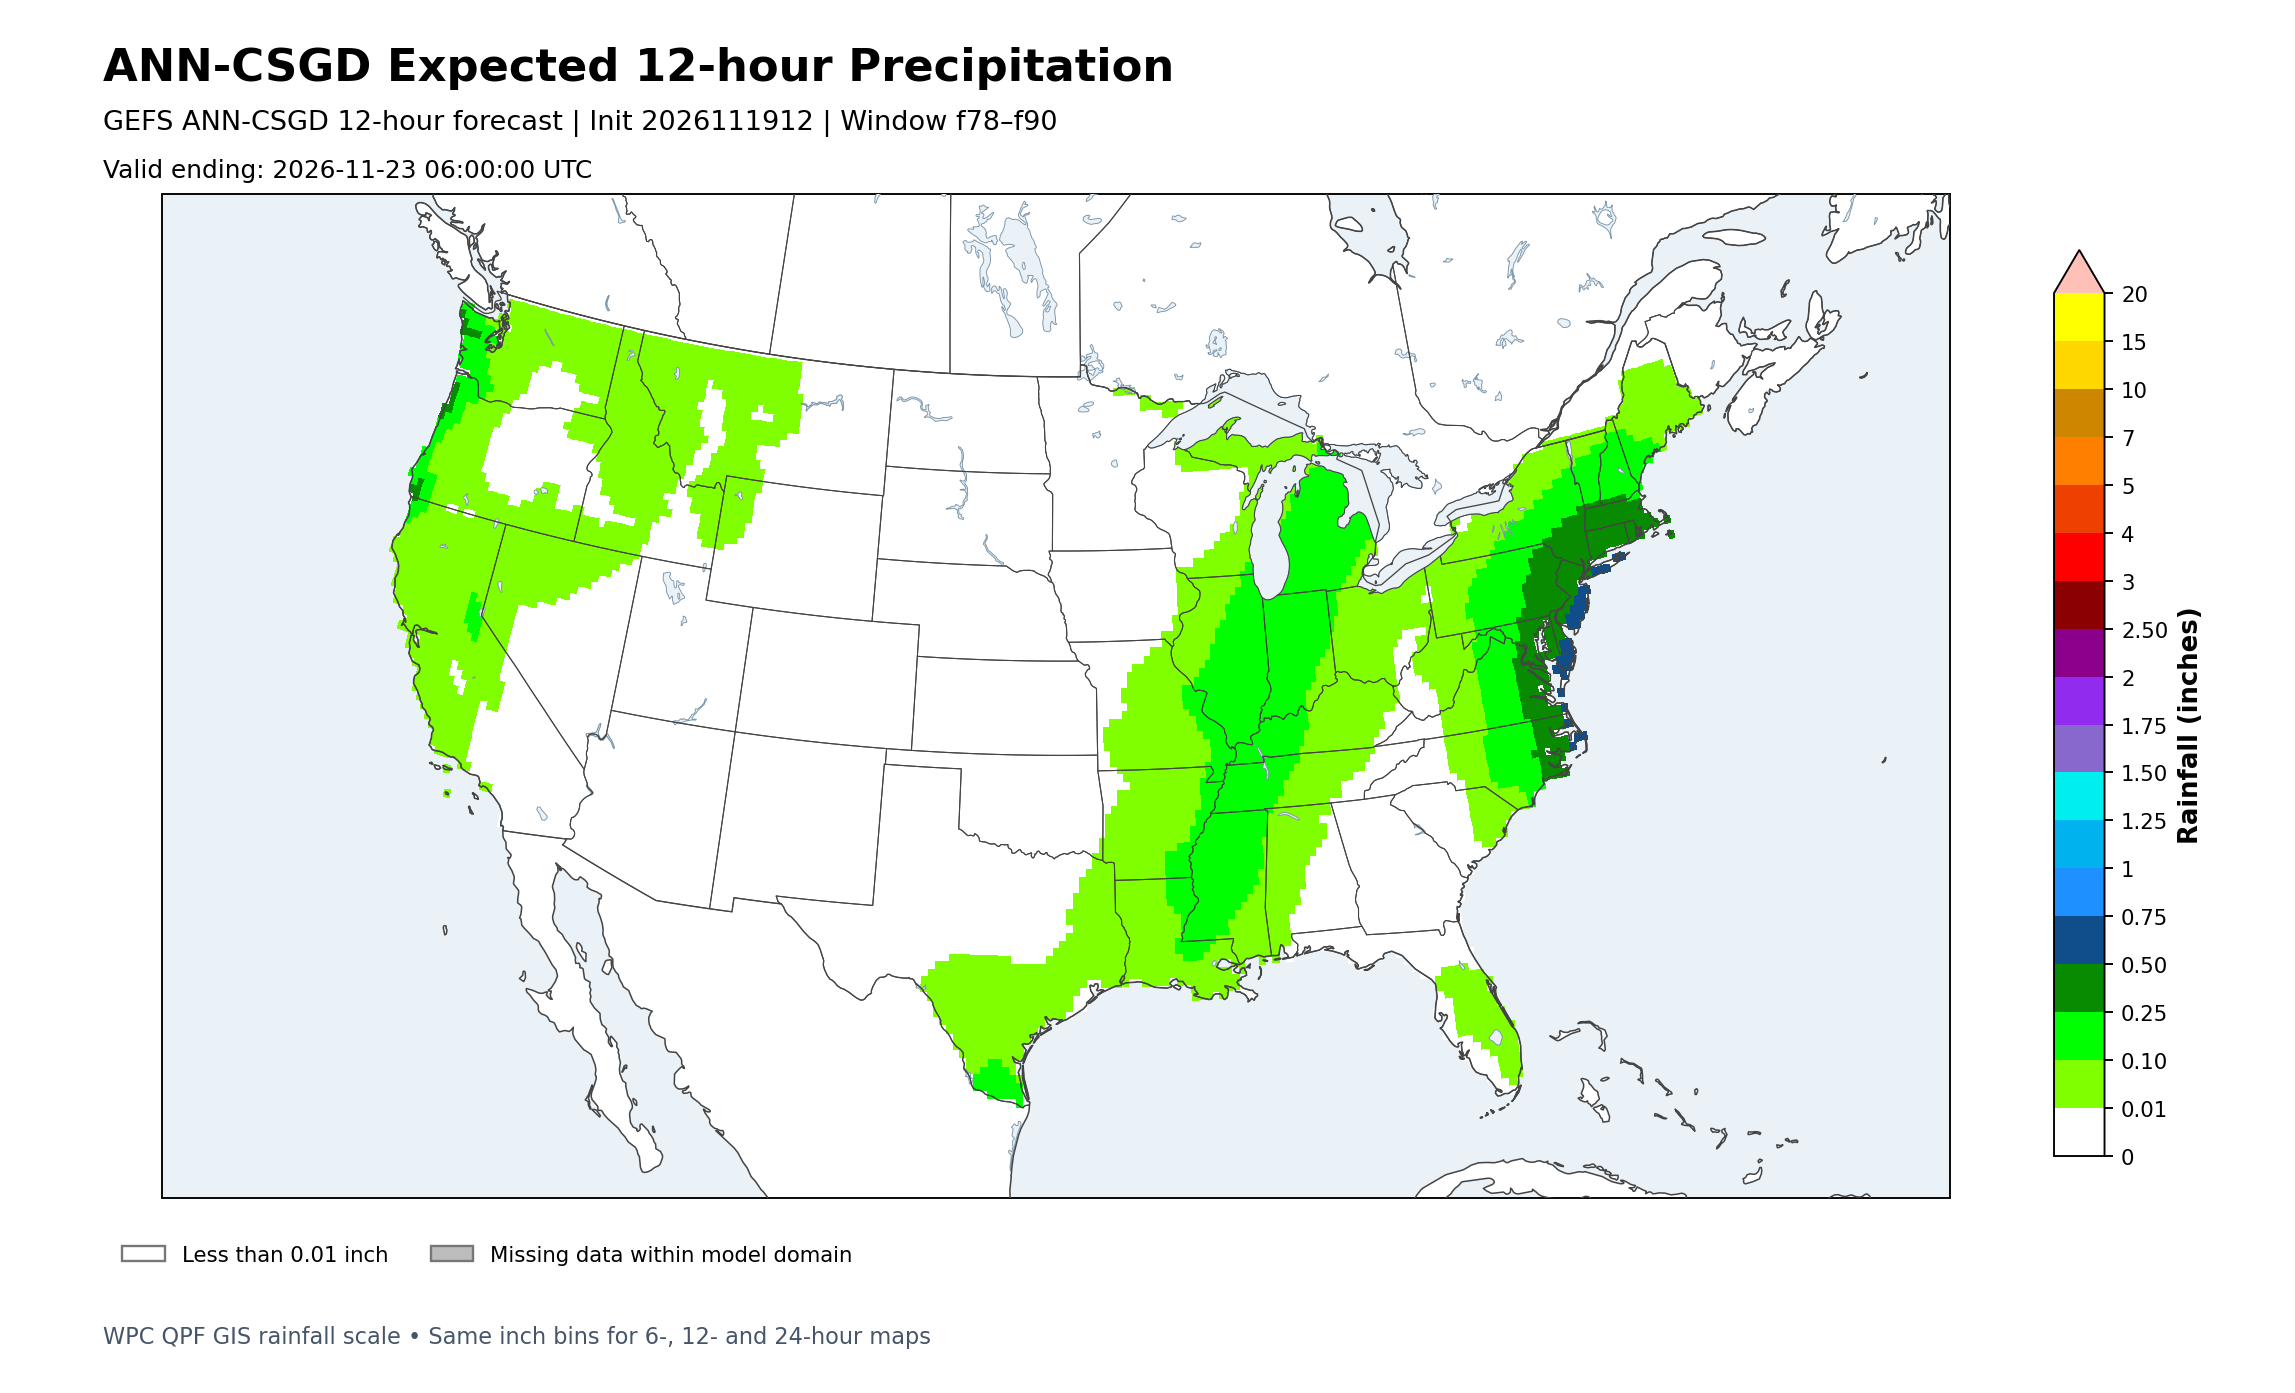 ANN-CSGD Expected 12-hour Precipitation
GEFS ANN-CSGD 12-hour forecast | Init 2026111912 | Window f78–f90
Valid ending: 2026-11-23 06:00:00 UTC
20
15
10
7
5
4
3
2.50
2
1.75
1.50
1.25
1
0.75
0.50
0.25
0.10
0.01
0
Rainfall (inches)
Less than 0.01 inch
Missing data within model domain
WPC QPF GIS rainfall scale • Same inch bins for 6-, 12- and 24-hour maps